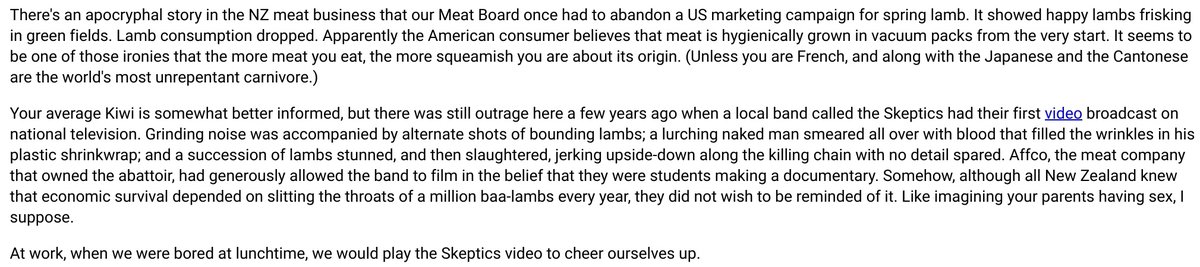 There's an apocryphal story in the NZ meat business that our Meat Board once had to abandon a US marketing campaign for spring lamb. It showed happy lambs frisking
in green fields. Lamb consumption dropped. Apparently the American consumer believes that meat is hygienically grown in vacuum packs from the very start. It seems to
be one of those ironies that the more meat you eat, the more squeamish you are about its origin. (Unless you are French, and along with the Japanese and the Cantonese
are the world's most unrepentant carnivore.)
Your average Kiwi is somewhat better informed, but there was still outrage here a few years ago when a local band called the Skeptics had their first video broadcast on
national television. Grinding noise was accompanied by alternate shots of bounding lambs; a lurching naked man smeared all over with blood that filled the wrinkles in his
plastic shrinkwrap; and a succession of lambs stunned, and then slaughtered, jerking upside-down along the killing chain with no detail spared. Affco, the meat company
that owned the abattoir, had generously allowed the band to film in the belief that they were students making a documentary. Somehow, although all New Zealand knew
that economic survival depended on slitting the throats of a million baa-lambs every year, they did not wish to be reminded of it. Like imagining your parents having sex, I
suppose.
At work, when we were bored at lunchtime, we would play the Skeptics video to cheer ourselves up.